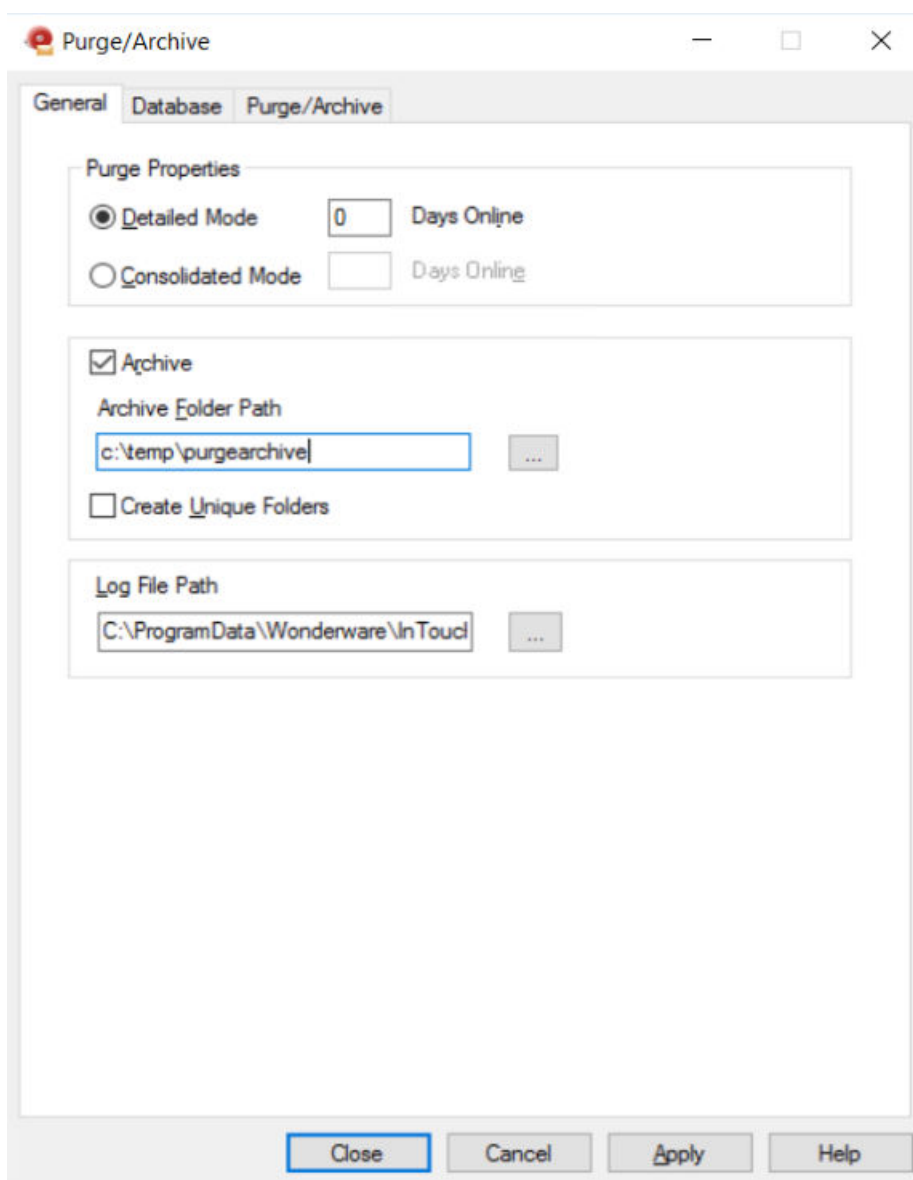 Purge/Archive
General Database Purge/Archive
Purge Properties
Detailed Mode 0 Days Online
Consolidated Mode Days Online
Archive
Archive Folder Path
c:\temp\purgearchive
...
Create Unique Folders
Log File Path
C:\ProgramData\Wonderware\InTouch
...
Close Cancel Apply Help